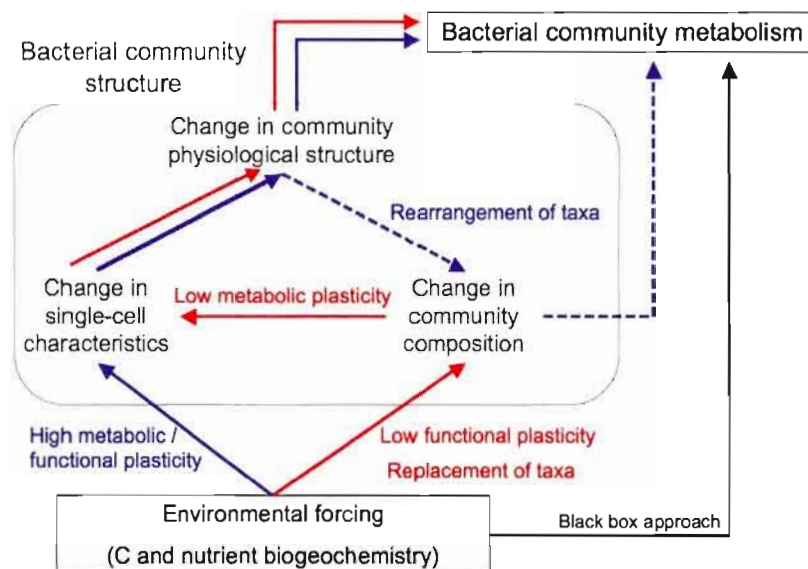 Bacterial community metabolism
Bacterial community
structure
Change in community
physiological structure
Rearrangement of taxa
Change in
single-cell
characteristics
Low metabolic plasticity
Change in
community
composition
High metabolic /
functional plasticity
Low functional plasticity
Replacement of taxa
Environmental forcing
(C and nutrient biogeochemistry)
Black box approach